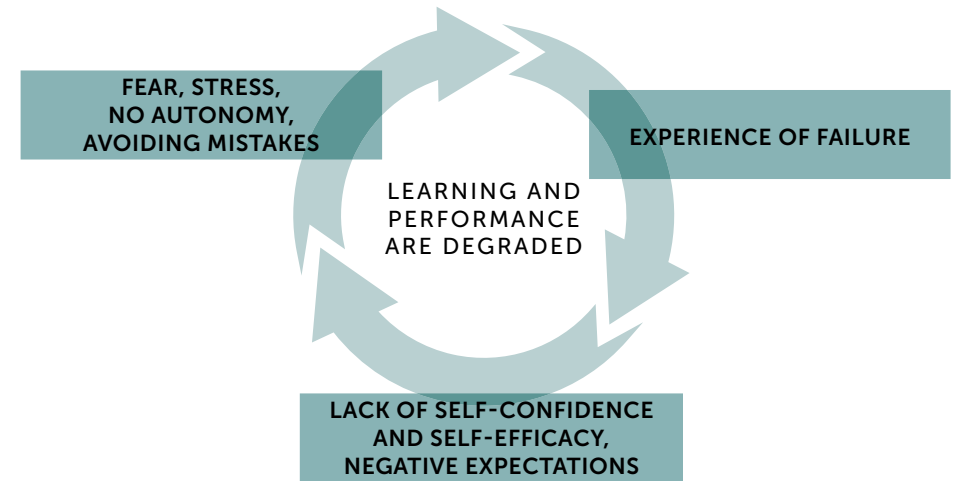 FEAR, STRESS,
NO AUTONOMY,
AVOIDING MISTAKES
EXPERIENCE OF FAILURE
LEARNING AND
PERFORMANCE
ARE DEGRADED
LACK OF SELF-CONFIDENCE
AND SELF-EFFICACY,
NEGATIVE EXPECTATIONS